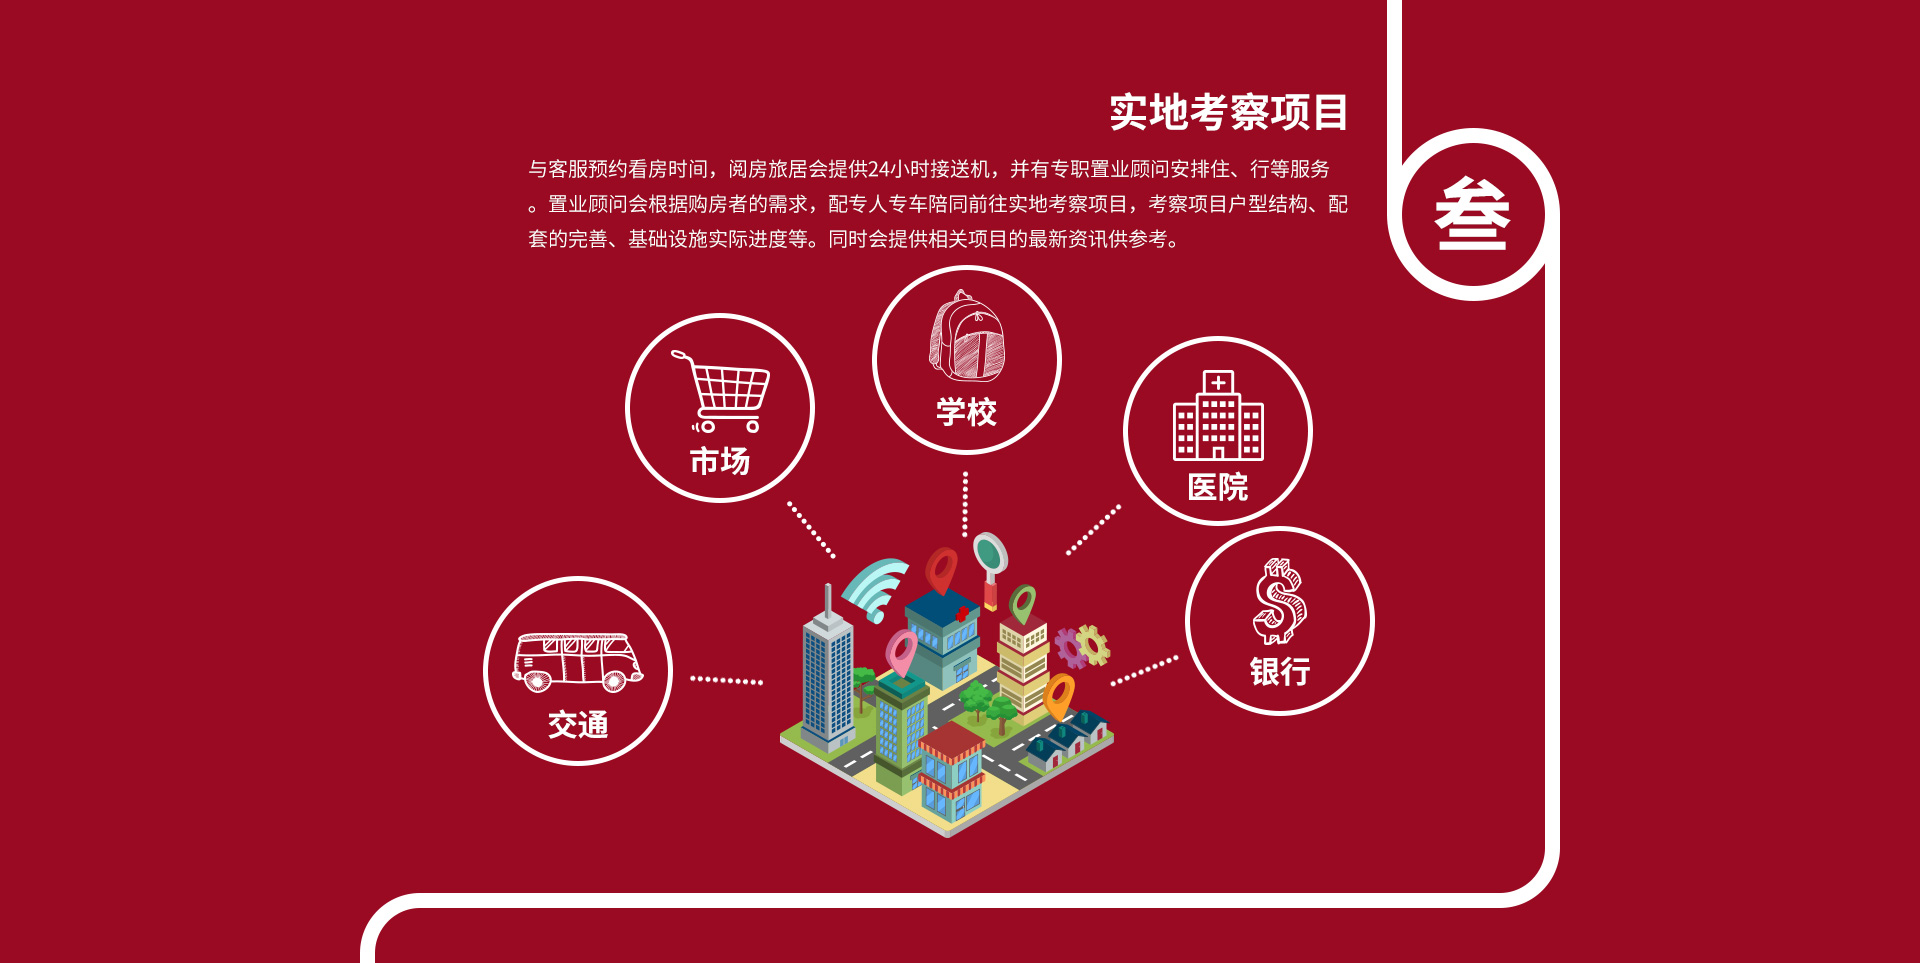 实地考察项目
叁
与客服预约看房时间，阅房旅居会提供24小时接送机，并有专职置业顾问安排住、行等服务
。置业顾问会根据购房者的需求，配专人专车陪同前往实地考察项目，考察项目户型结构、配
套的完善、基础设施实际进度等。同时会提供相关项目的最新资讯供参考。
学校
市场
医院
银行
交通